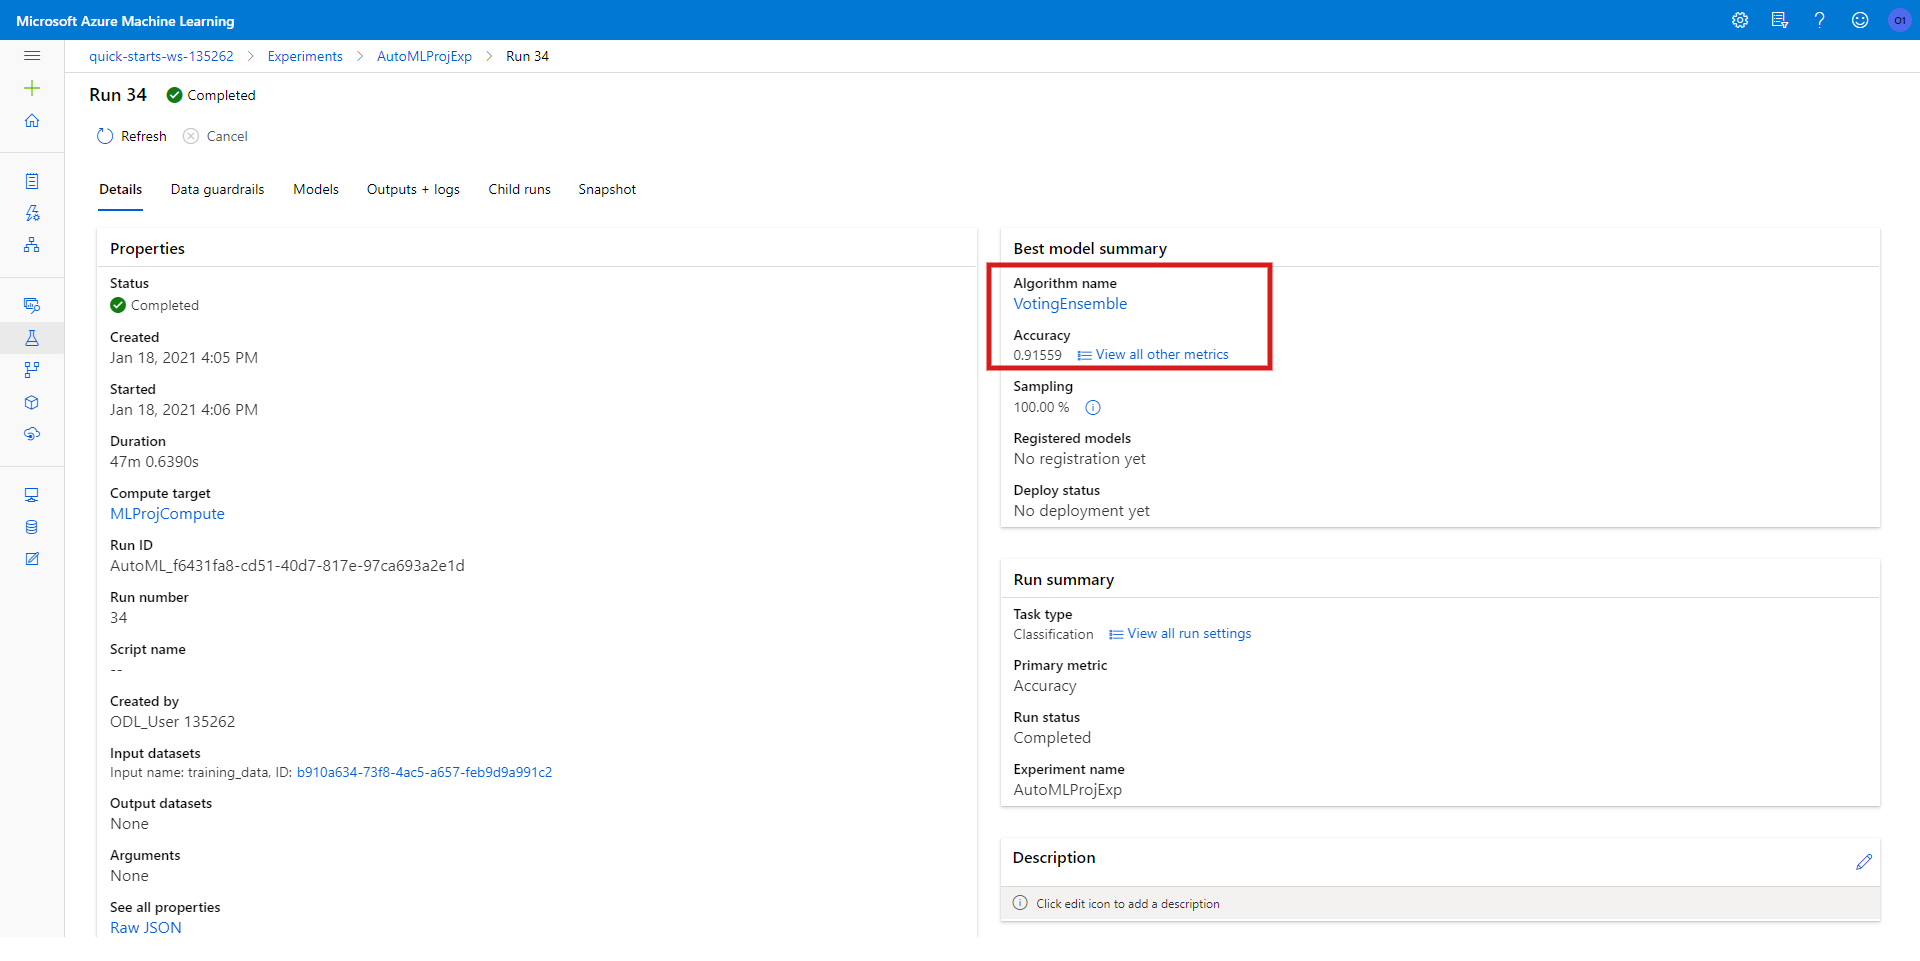 Microsoft Azure Machine Learning
O1
quick-starts-ws-135262 > Experiments > AutoMLProjExp > Run 34
Run 34 Completed
Refresh Cancel
Details Data guardrails Models Outputs + logs Child runs Snapshot
Properties
Status
Completed
Created
Jan 18, 2021 4:05 PM
Started
Jan 18, 2021 4:06 PM
Duration
47m 0.6390s
Compute target
MLProjCompute
Run ID
AutoML_f6431fa8-cd51-40d7-817e-97ca693a2e1d
Run number
34
Script name
--
Created by
ODL_User 135262
Input datasets
Input name: training_data, ID: b910a634-73f8-4ac5-a657-feb9d9a991c2
Output datasets
None
Arguments
None
See all properties
Raw JSON
Best model summary
Algorithm name
VotingEnsemble
Accuracy
0.91559 View all other metrics
Sampling
100.00 %
Registered models
No registration yet
Deploy status
No deployment yet
Run summary
Task type
Classification View all run settings
Primary metric
Accuracy
Run status
Completed
Experiment name
AutoMLProjExp
Description
Click edit icon to add a description